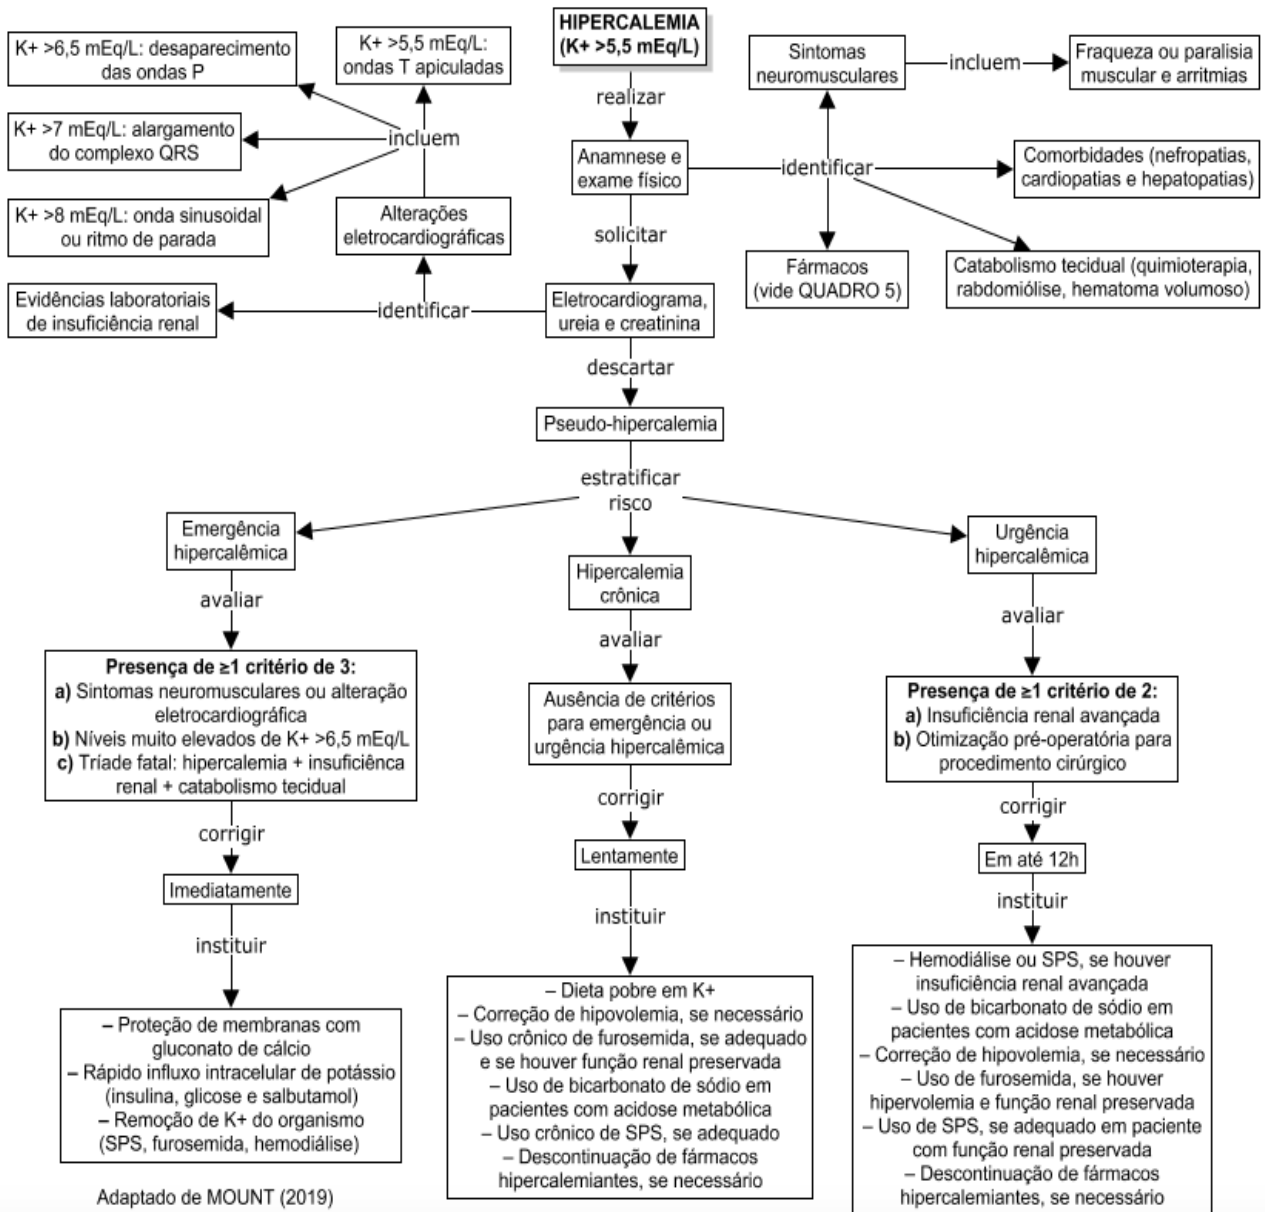 HIPERCALEMIA
(K+ >5,5 mEq/L)
K+ >6,5 mEq/L: desaparecimento
das ondas P
K+ >5,5 mEq/L:
ondas T apiculadas
Sintomas
neuromusculares
incluem
Fraqueza ou paralisia
muscular e arritmias
realizar
K+ >7 mEq/L: alargamento
do complexo QRS
incluem
Anamnese e
exame físico
identificar
Comorbidades (nefropatias,
cardiopatias e hepatopatias)
K+ >8 mEq/L: onda sinusoidal
ou ritmo de parada
Alterações
eletrocardiográficas
solicitar
Fármacos
(vide QUADRO 5)
Catabolismo tecidual (quimioterapia,
rabdomiólise, hematoma volumoso)
Evidências laboratoriais
de insuficiência renal
identificar
Eletrocardiograma,
ureia e creatinina
descartar
Pseudo-hipercalemia
estratificar
risco
Emergência
hipercalêmica
avaliar
Presença de ≥1 critério de 3:
a) Sintomas neuromusculares ou alteração
eletrocardiográfica
b) Níveis muito elevados de K+ >6,5 mEq/L
c) Tríade fatal: hipercalemia + insuficiênca
renal + catabolismo tecidual
corrigir
Imediatamente
instituir
– Proteção de membranas com
gluconato de cálcio
– Rápido influxo intracelular de potássio
(insulina, glicose e salbutamol)
– Remoção de K+ do organismo
(SPS, furosemida, hemodiálise)
Hipercalemia
crônica
avaliar
Ausência de critérios
para emergência ou
urgência hipercalêmica
corrigir
Lentamente
instituir
– Dieta pobre em K+
– Correção de hipovolemia, se necessário
– Uso crônico de furosemida, se adequado
e se houver função renal preservada
– Uso de bicarbonato de sódio em
pacientes com acidose metabólica
– Uso crônico de SPS, se adequado
– Descontinuação de fármacos
hipercalemiantes, se necessário
Urgência
hipercalêmica
avaliar
Presença de ≥1 critério de 2:
a) Insuficiência renal avançada
b) Otimização pré-operatória para
procedimento cirúrgico
corrigir
Em até 12h
instituir
– Hemodiálise ou SPS, se houver
insuficiência renal avançada
– Uso de bicarbonato de sódio em
pacientes com acidose metabólica
– Correção de hipovolemia, se necessário
– Uso de furosemida, se houver
hipervolemia e função renal preservada
– Uso de SPS, se adequado em paciente
com função renal preservada
– Descontinuação de fármacos
hipercalemiantes, se necessário
Adaptado de MOUNT (2019)